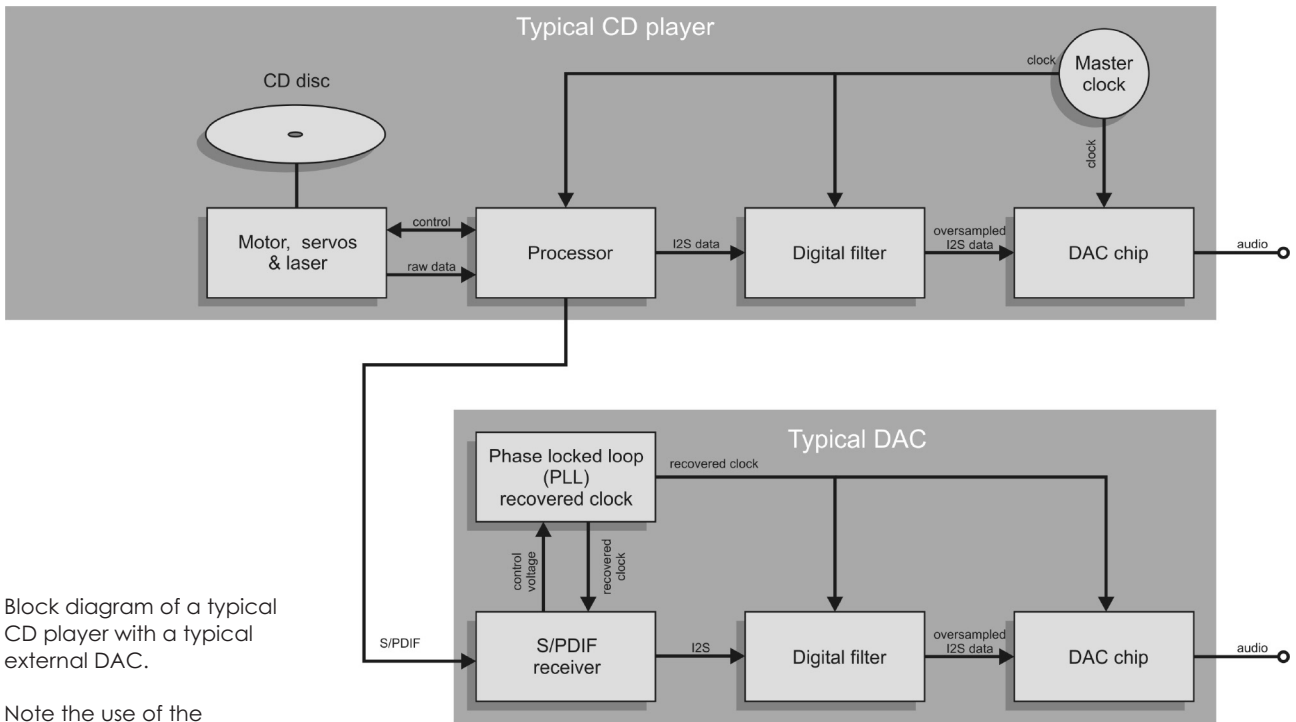 Typical CD player
CD disc
clock
Master
clock
clock
Motor, servos
& laser
control
raw data
Processor
I2S data
Digital filter
oversampled
I2S data
DAC chip
audio
Typical DAC
Phase locked loop
(PLL)
recovered clock
recovered clock
control
voltage
recovered
clock
S/PDIF
S/PDIF
receiver
I2S
Digital filter
oversampled
I2S data
DAC chip
audio
Block diagram of a typical
CD player with a typical
external DAC.
Note the use of the